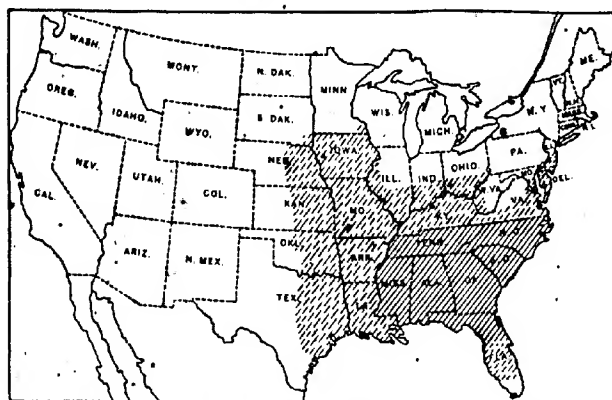 WASH.
MONT.
N. DAK.
MINN
ME.
OREG.
IDAHO.
WYO.
S. DAK.
WIS.
MICH.
N.Y
NEV.
UTAH.
COL.
NEB.
IOWA.
ILL.
IND.
OHIO.
PA.
CAL.
KAN.
MO.
KY.
W.VA.
VA.
DEL.
ARIZ.
N. MEX.
OKL.
ARK.
TENN.
N.C.
S.C.
TEX.
LA.
MISS.
ALA.
GA.